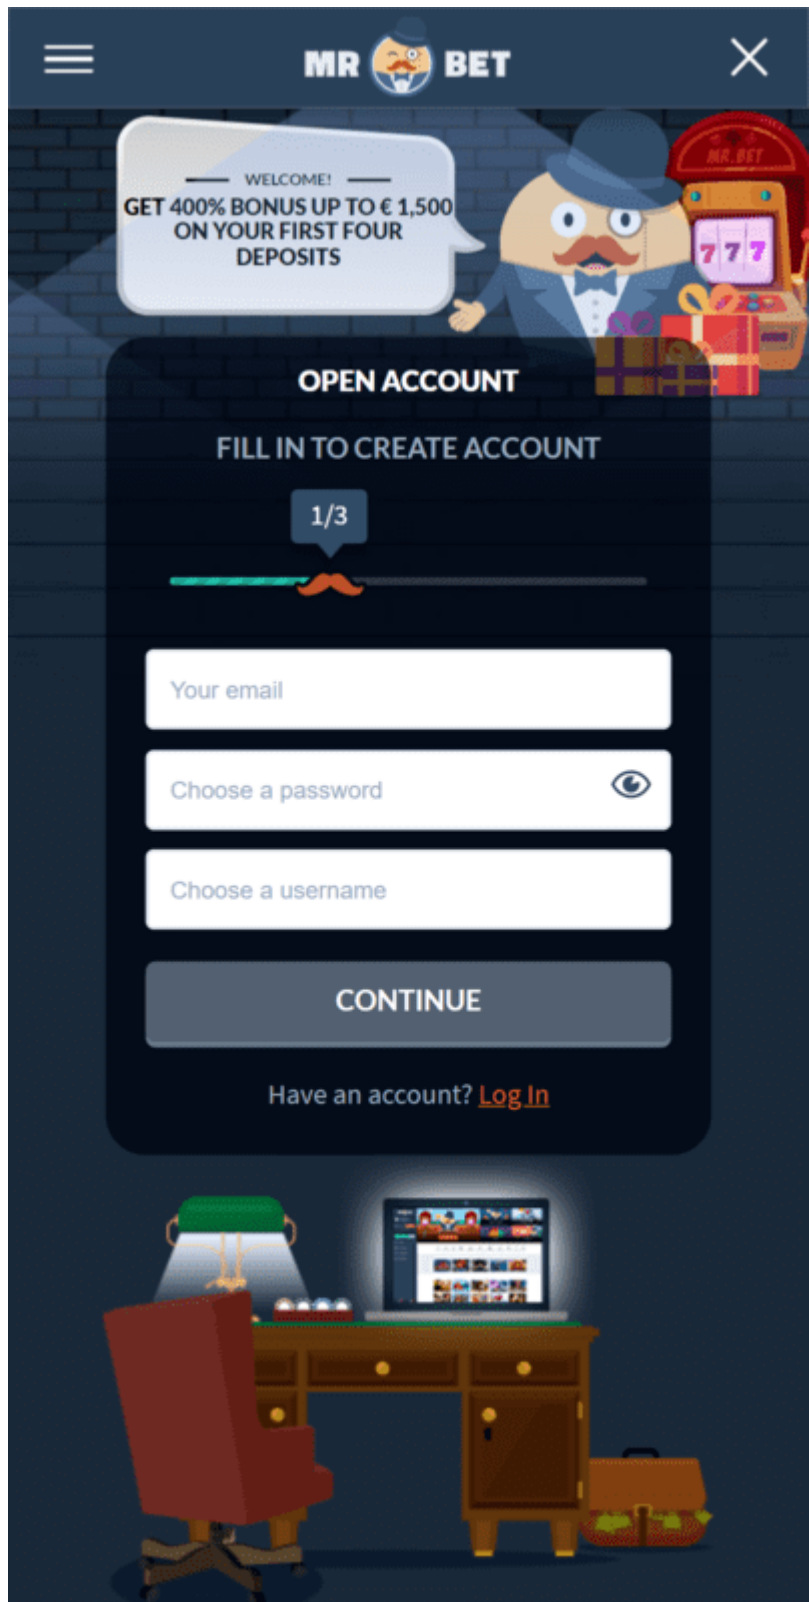 MR BET
WELCOME!
GET 400% BONUS UP TO € 1,500
ON YOUR FIRST FOUR
DEPOSITS
MR.BET
777
OPEN ACCOUNT
FILL IN TO CREATE ACCOUNT
1/3
Your email
Choose a password
Choose a username
CONTINUE
Have an account? Log In